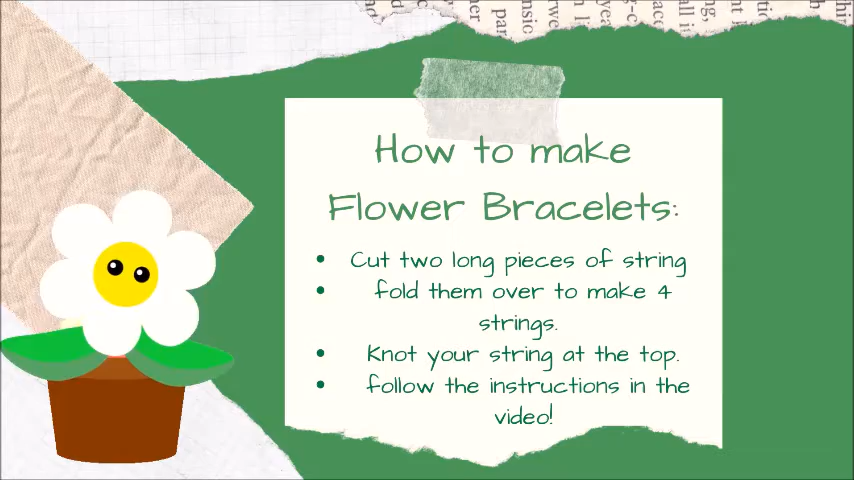 How to make
Flower Bracelets:
• Cut two long pieces of string
• fold them over to make 4
strings.
• Knot your string at the top.
• follow the instructions in the
video!